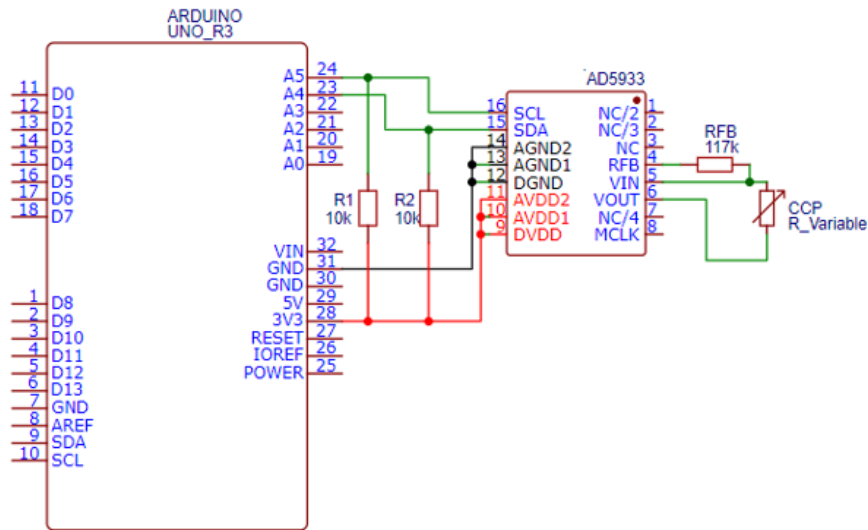 ARDUINO
UNO_R3
11 D0
12 D1
13 D2
14 D3
15 D4
16 D5
17 D6
18 D7
1 D8
2 D9
3 D10
4 D11
5 D12
6 D13
7 GND
8 AREF
9 SDA
10 SCL
A5 24
A4 23
A3 22
A2 21
A1 20
A0 19
VIN 32
GND 31
GND 30
5V 29
3V3 28
RESET 27
IOREF 26
POWER 25
R1
10k
R2
10k
AD5933
16 SCL
15 SDA
14 AGND2
13 AGND1
12 DGND
11 AVDD2
10 AVDD1
9 DVDD
NC/2 1
NC/3 2
NC 3
RFB 4
VIN 5
VOUT 6
NC/4 7
MCLK 8
RFB
117k
CCP
R_Variable